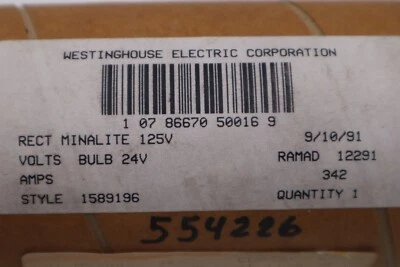 WESTINGHOUSE ELECTRIC CORPORATION
1 07 86670 50016 9
RECT MINALITE 125V 9/10/91
VOLTS BULB 24V RAMAD 12291
AMPS 342
STYLE 1589196 QUANTITY 1
554226